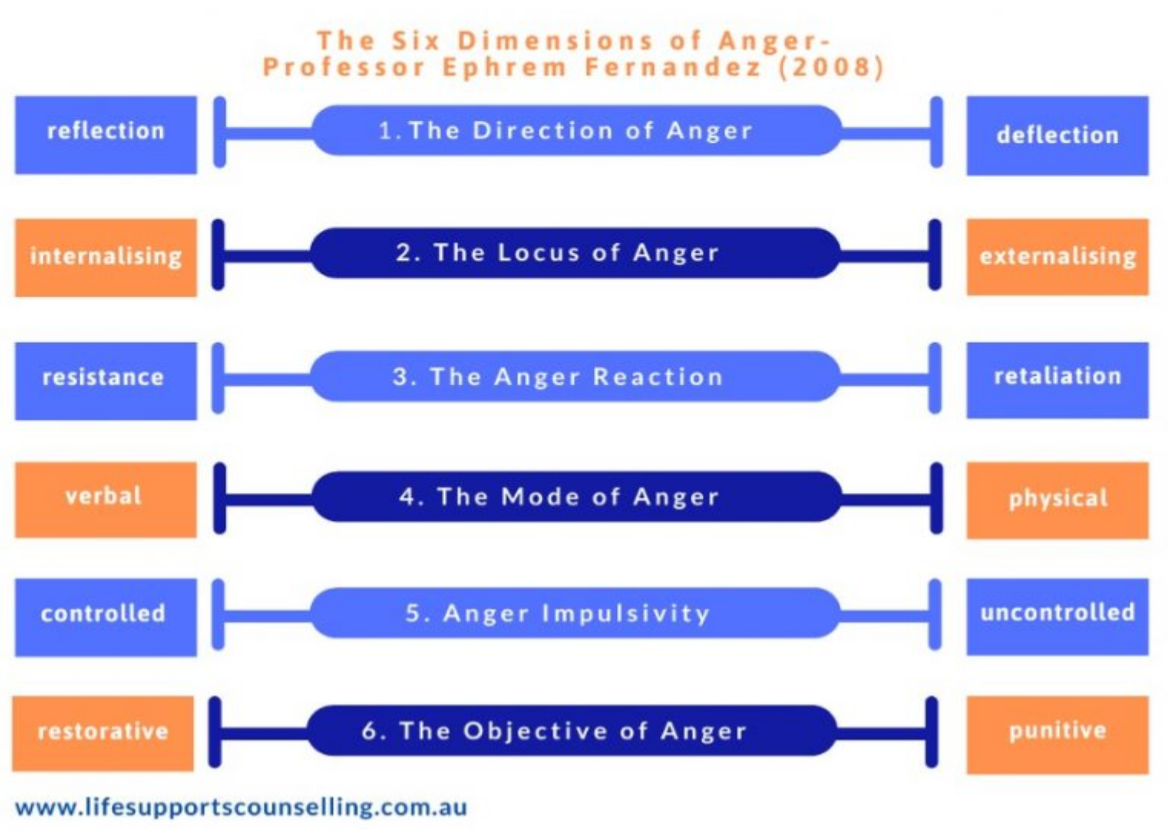 The Six Dimensions of Anger-
Professor Ephrem Fernandez (2008)
reflection
1. The Direction of Anger
deflection
internalising
2. The Locus of Anger
externalising
resistance
3. The Anger Reaction
retaliation
verbal
4. The Mode of Anger
physical
controlled
5. Anger Impulsivity
uncontrolled
restorative
6. The Objective of Anger
punitive
www.lifesupportscounselling.com.au